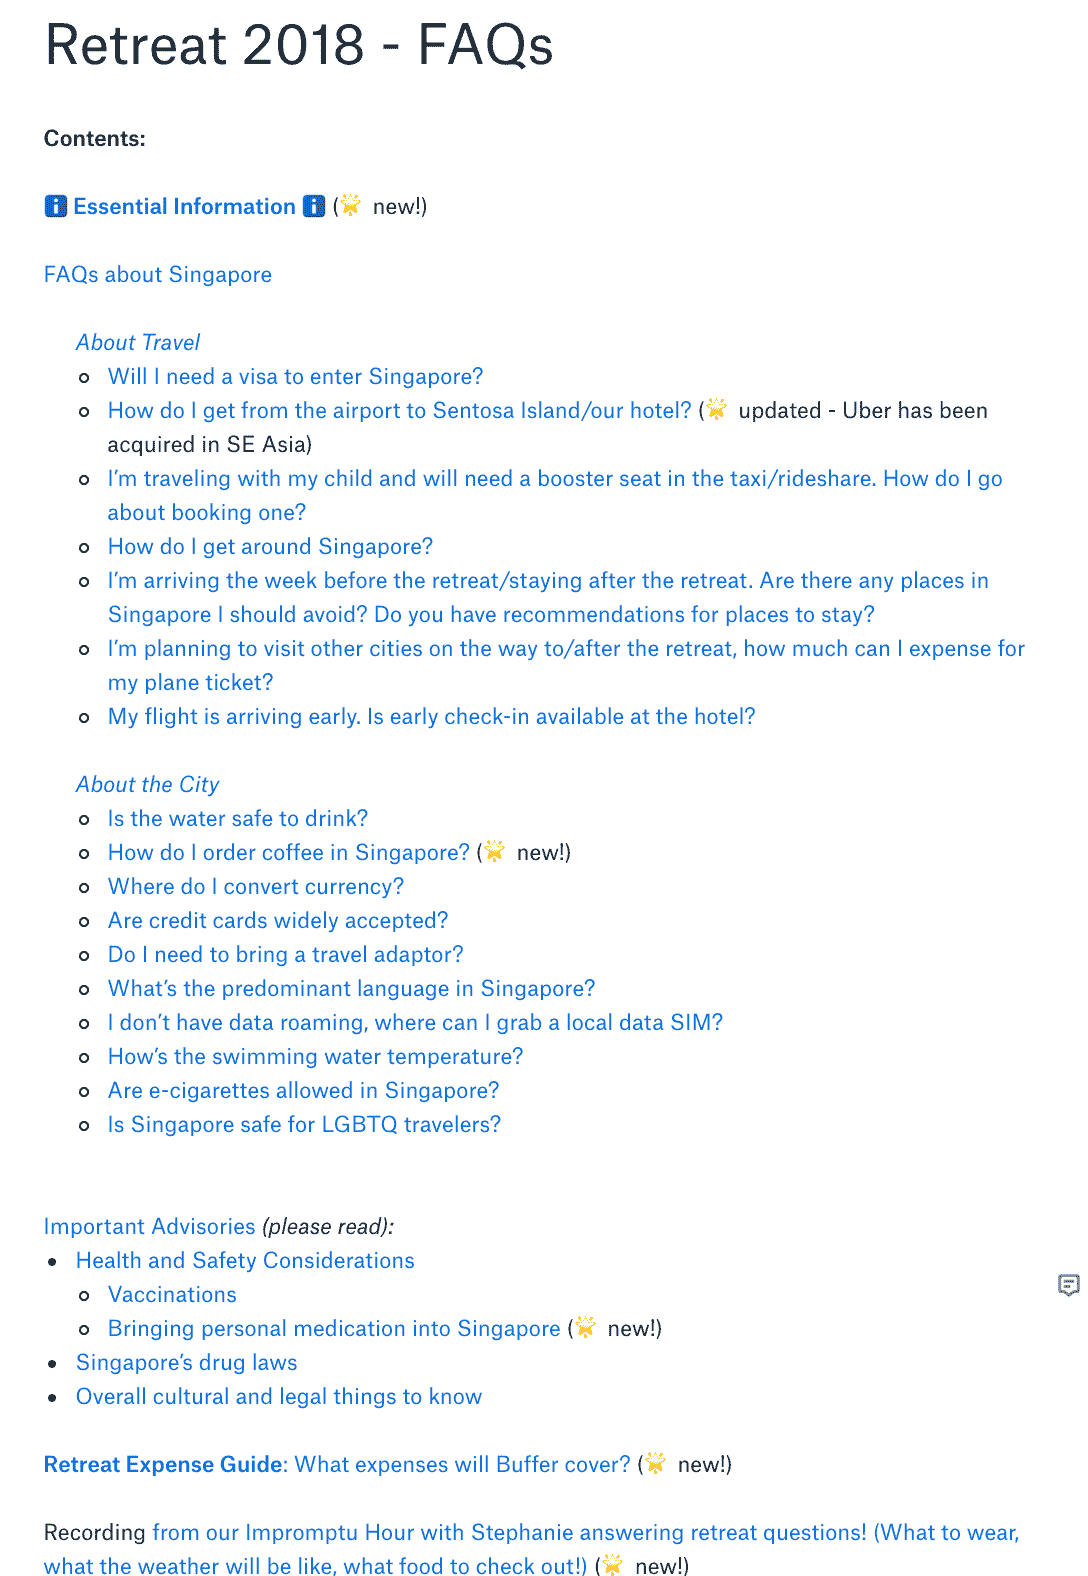 Retreat 2018 - FAQs
Contents:
ℹ️ Essential Information ℹ️ (🌟 new!)
FAQs about Singapore
About Travel
Will I need a visa to enter Singapore?
How do I get from the airport to Sentosa Island/our hotel? (🌟 updated - Uber has been
acquired in SE Asia)
I’m traveling with my child and will need a booster seat in the taxi/rideshare. How do I go
about booking one?
How do I get around Singapore?
I’m arriving the week before the retreat/staying after the retreat. Are there any places in
Singapore I should avoid? Do you have recommendations for places to stay?
I’m planning to visit other cities on the way to/after the retreat, how much can I expense for
my plane ticket?
My flight is arriving early. Is early check-in available at the hotel?
About the City
Is the water safe to drink?
How do I order coffee in Singapore? (🌟 new!)
Where do I convert currency?
Are credit cards widely accepted?
Do I need to bring a travel adaptor?
What’s the predominant language in Singapore?
I don’t have data roaming, where can I grab a local data SIM?
How’s the swimming water temperature?
Are e-cigarettes allowed in Singapore?
Is Singapore safe for LGBTQ travelers?
Important Advisories (please read):
Health and Safety Considerations
Vaccinations
Bringing personal medication into Singapore (🌟 new!)
Singapore’s drug laws
Overall cultural and legal things to know
Retreat Expense Guide: What expenses will Buffer cover? (🌟 new!)
Recording from our Impromptu Hour with Stephanie answering retreat questions! (What to wear,
what the weather will be like, what food to check out!) (🌟 new!)